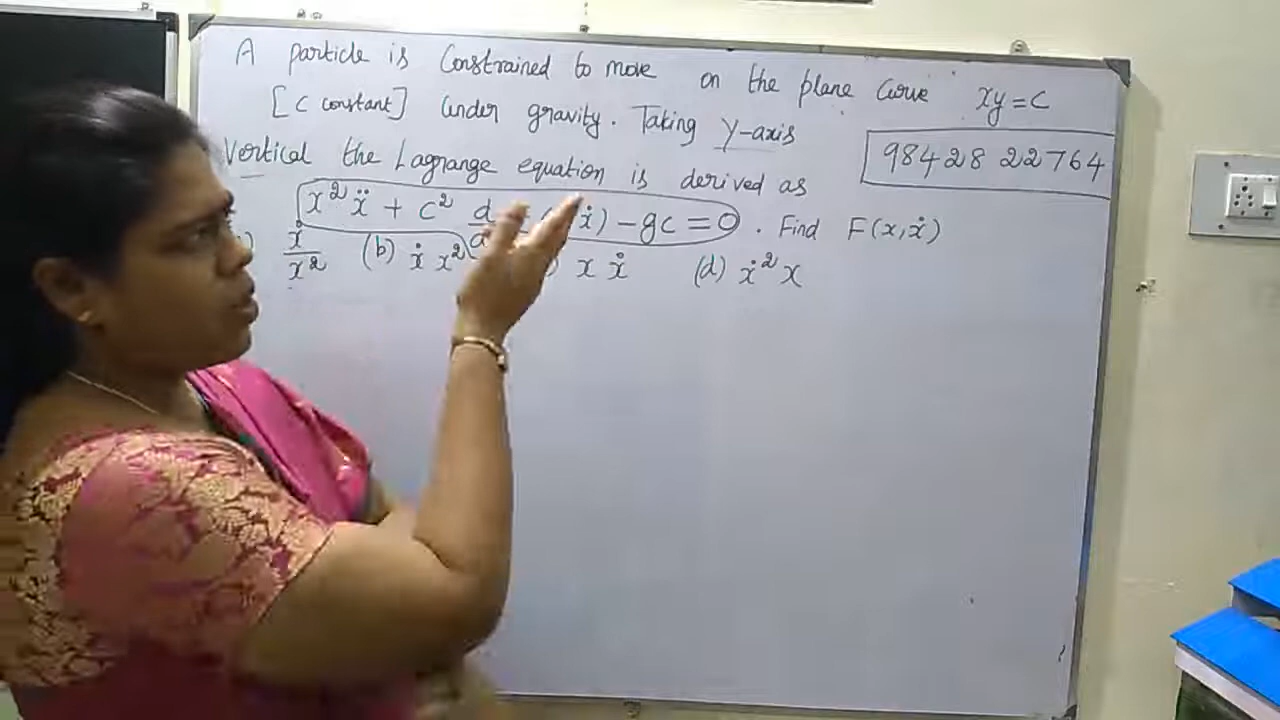 A particle is Constrained to move on the plane Curve xy = C
[C constant] Under gravity. Taking Y-axis
Vertical the Lagrange equation is derived as
98428 22764
x²ẍ + C² d ẋ) - gc = 0. Find F(x,ẋ)
ẋ/x² (b) ẋ x² x ẋ (d) ẋ²x